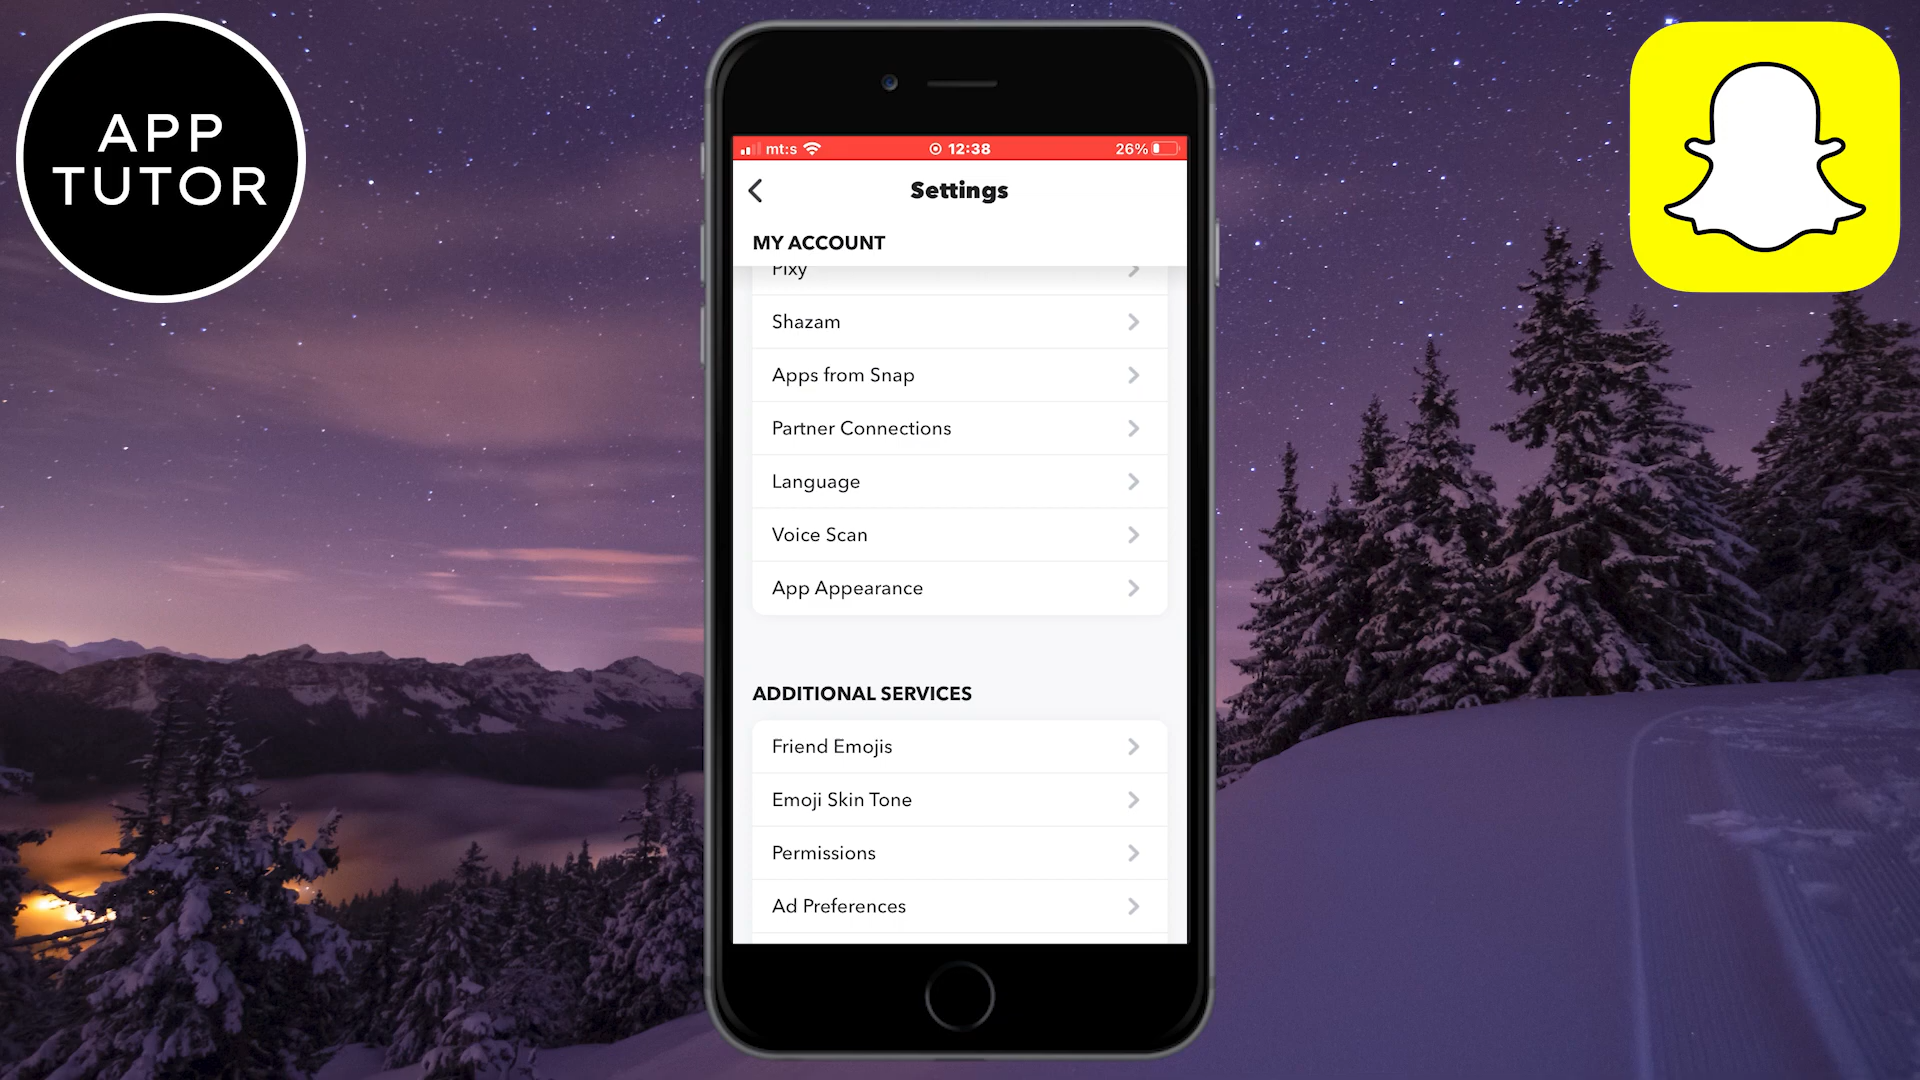 APP
TUTOR
mt:s 12:38 26%
Settings
MY ACCOUNT
Pixy
Shazam
Apps from Snap
Partner Connections
Language
Voice Scan
App Appearance
ADDITIONAL SERVICES
Friend Emojis
Emoji Skin Tone
Permissions
Ad Preferences